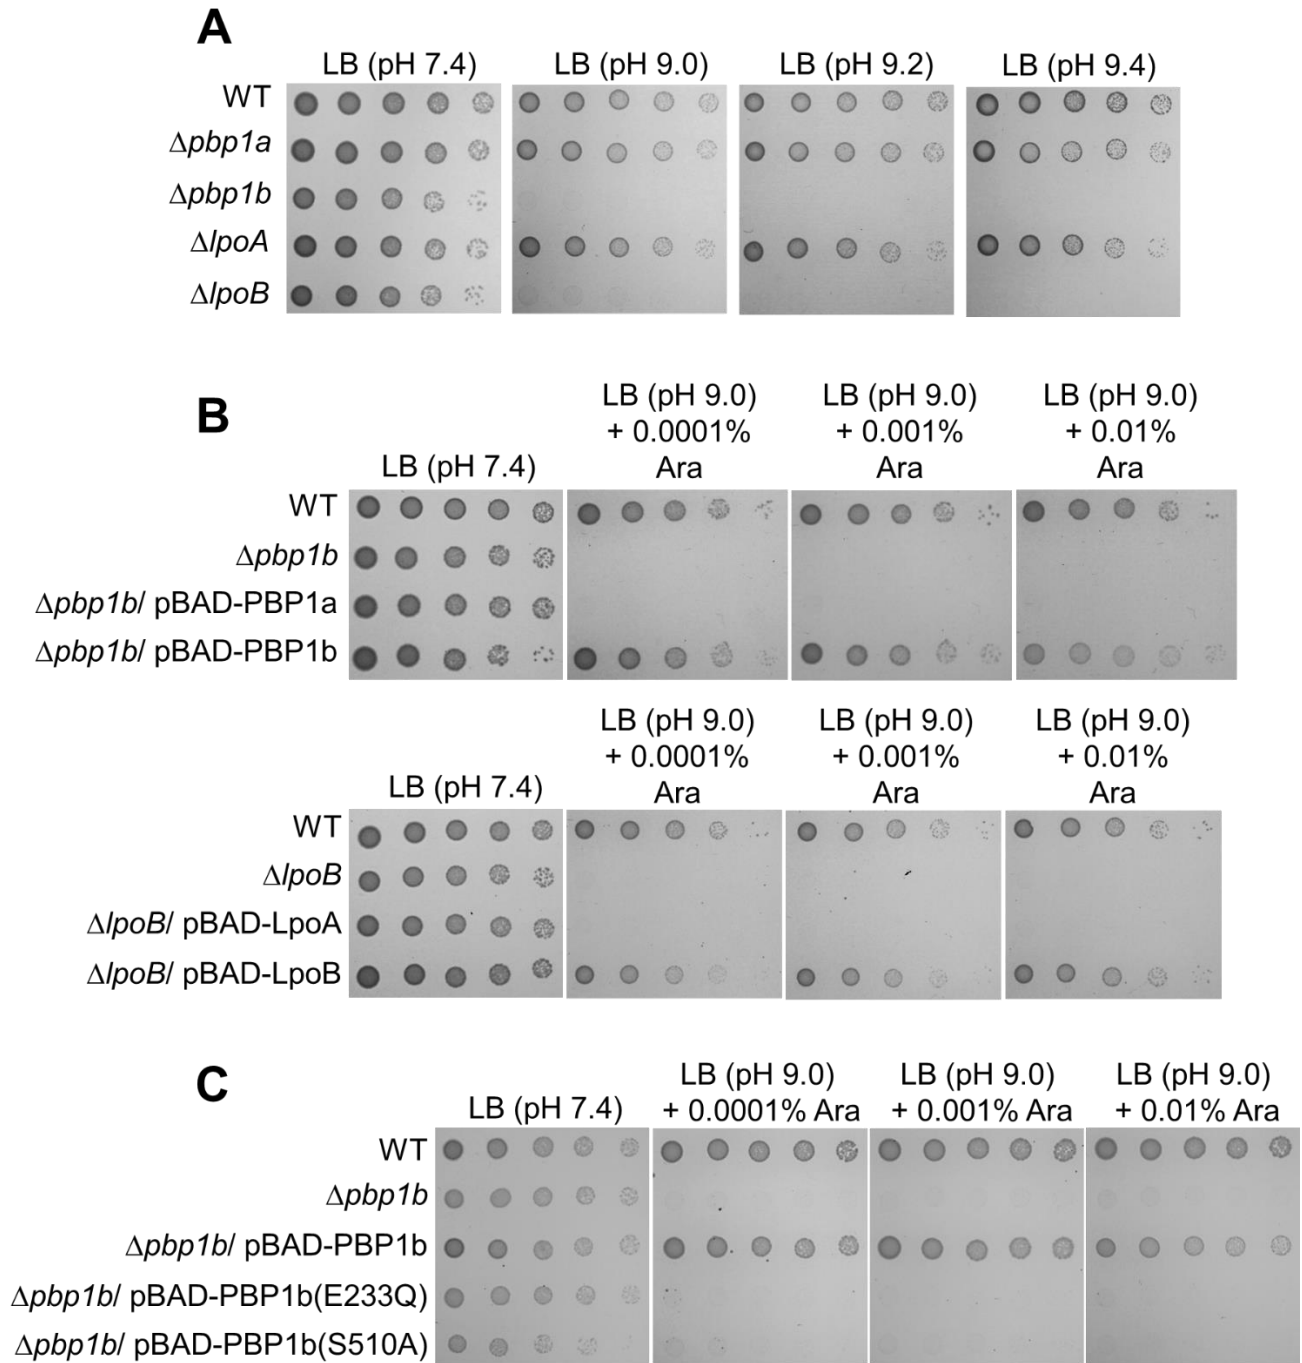 A
LB (pH 7.4) LB (pH 9.0) LB (pH 9.2) LB (pH 9.4)
WT
Δpbp1a
Δpbp1b
ΔlpoA
ΔlpoB
B
LB (pH 7.4)
LB (pH 9.0)
+ 0.0001%
Ara
LB (pH 9.0)
+ 0.001%
Ara
LB (pH 9.0)
+ 0.01%
Ara
WT
Δpbp1b
Δpbp1b/ pBAD-PBP1a
Δpbp1b/ pBAD-PBP1b
LB (pH 7.4)
LB (pH 9.0)
+ 0.0001%
Ara
LB (pH 9.0)
+ 0.001%
Ara
LB (pH 9.0)
+ 0.01%
Ara
WT
ΔlpoB
ΔlpoB/ pBAD-LpoA
ΔlpoB/ pBAD-LpoB
C
LB (pH 7.4)
LB (pH 9.0)
+ 0.0001% Ara
LB (pH 9.0)
+ 0.001% Ara
LB (pH 9.0)
+ 0.01% Ara
WT
Δpbp1b
Δpbp1b/ pBAD-PBP1b
Δpbp1b/ pBAD-PBP1b(E233Q)
Δpbp1b/ pBAD-PBP1b(S510A)